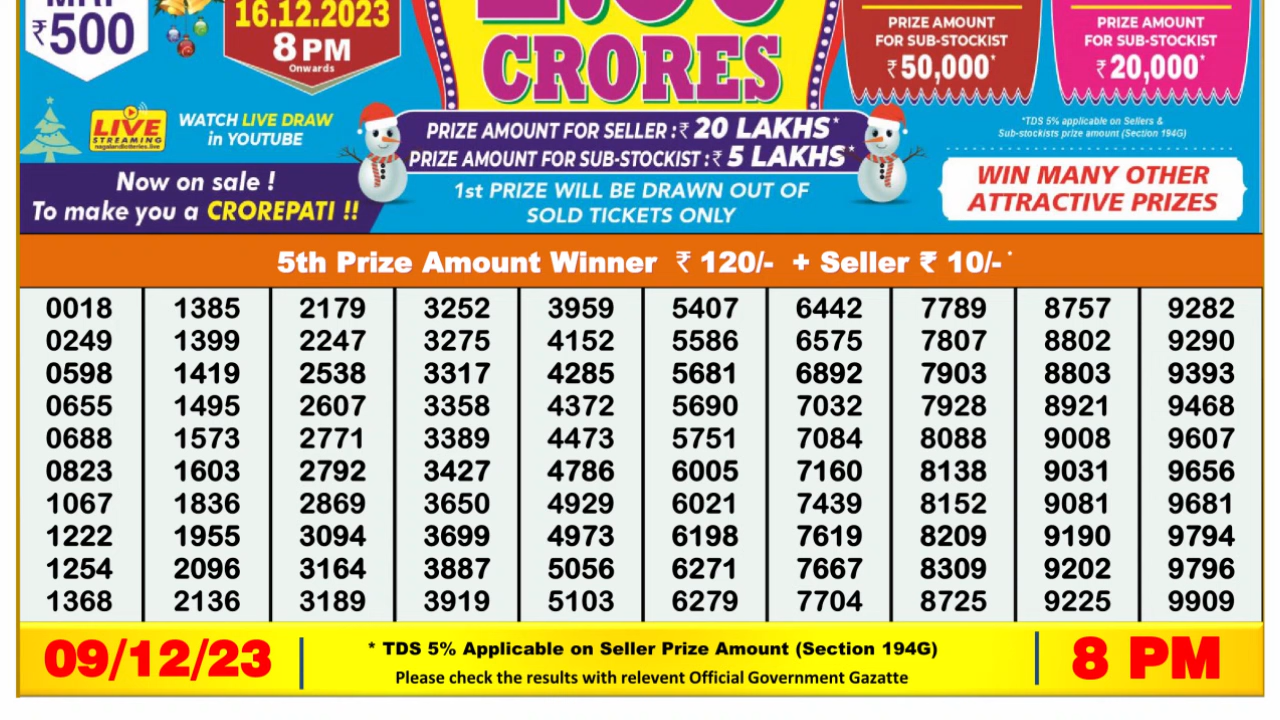 MRP
₹500
16.12.2023
8 PM
Onwards
CRORES
PRIZE AMOUNT
FOR SUB-STOCKIST
₹50,000*
PRIZE AMOUNT
FOR SUB-STOCKIST
₹20,000*
LIVE
STREAMING
nagalandlotteries.live
WATCH LIVE DRAW
in YOUTUBE
PRIZE AMOUNT FOR SELLER :₹ 20 LAKHS*
PRIZE AMOUNT FOR SUB-STOCKIST :₹ 5 LAKHS*
*TDS 5% applicable on Sellers &
Sub-stockists prize amount (Section 194G)
Now on sale !
To make you a CROREPATI !!
1st PRIZE WILL BE DRAWN OUT OF
SOLD TICKETS ONLY
WIN MANY OTHER
ATTRACTIVE PRIZES
5th Prize Amount Winner ₹ 120/- + Seller ₹ 10/-*
0018 1385 2179 3252 3959 5407 6442 7789 8757 9282
0249 1399 2247 3275 4152 5586 6575 7807 8802 9290
0598 1419 2538 3317 4285 5681 6892 7903 8803 9393
0655 1495 2607 3358 4372 5690 7032 7928 8921 9468
0688 1573 2771 3389 4473 5751 7084 8088 9008 9607
0823 1603 2792 3427 4786 6005 7160 8138 9031 9656
1067 1836 2869 3650 4929 6021 7439 8152 9081 9681
1222 1955 3094 3699 4973 6198 7619 8209 9190 9794
1254 2096 3164 3887 5056 6271 7667 8309 9202 9796
1368 2136 3189 3919 5103 6279 7704 8725 9225 9909
09/12/23
* TDS 5% Applicable on Seller Prize Amount (Section 194G)
Please check the results with relevent Official Government Gazatte
8 PM